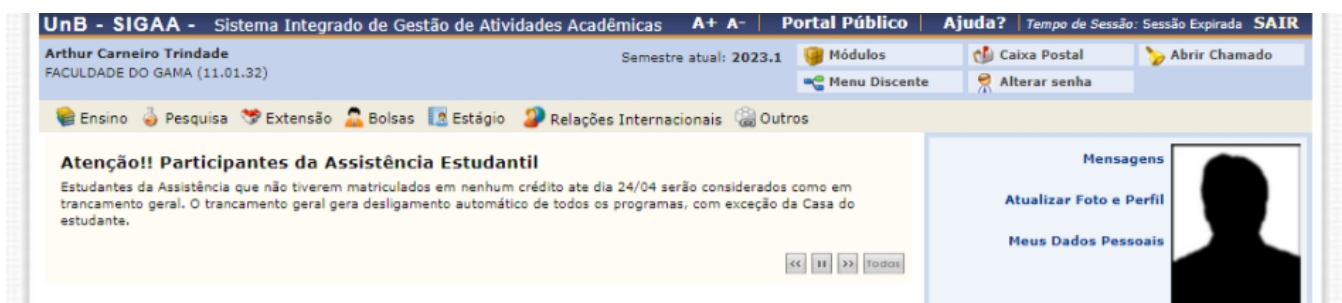 UnB - SIGAA - Sistema Integrado de Gestão de Atividades Acadêmicas A+ A- | Portal Público | Ajuda? | Tempo de Sessão: Sessão Expirada SAIR
Arthur Carneiro Trindade
FACULDADE DO GAMA (11.01.32)
Semestre atual: 2023.1
Módulos Caixa Postal Abrir Chamado
Menu Discente Alterar senha
Ensino Pesquisa Extensão Bolsas Estágio Relações Internacionais Outros
Atenção!! Participantes da Assistência Estudantil
Estudantes da Assistência que não tiverem matriculados em nenhum crédito ate dia 24/04 serão considerados como em
trancamento geral. O trancamento geral gera desligamento automático de todos os programas, com exceção da Casa do
estudante.
<< II >> Todas
Mensagens
Atualizar Foto e Perfil
Meus Dados Pessoais